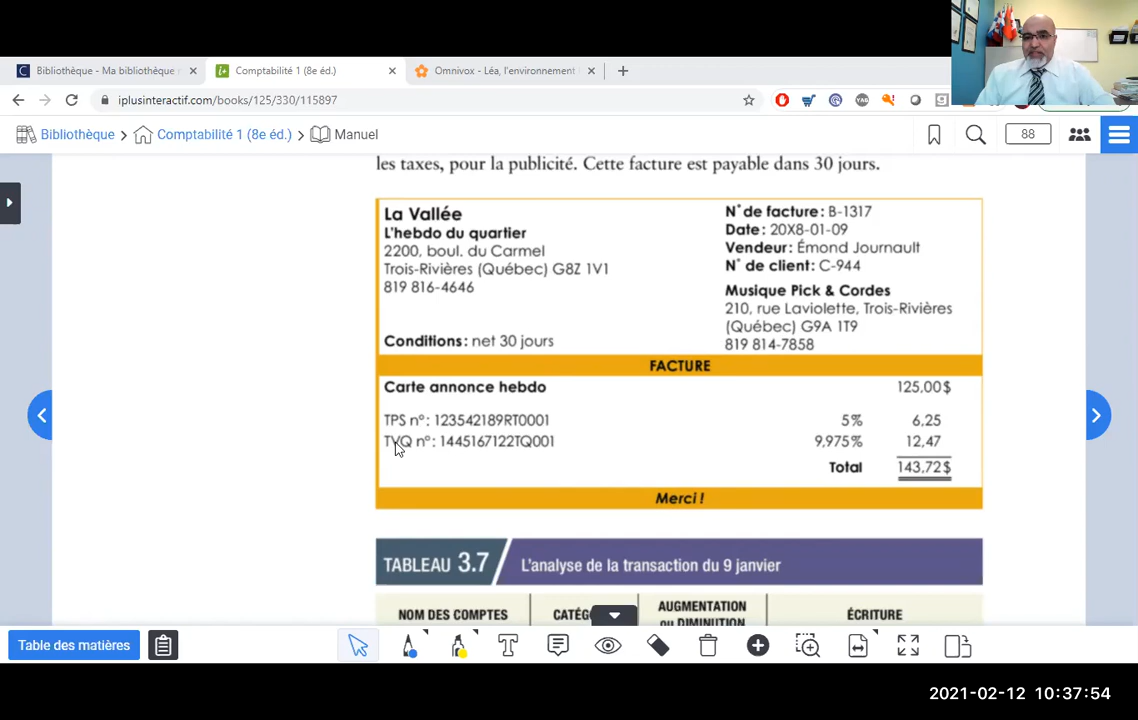 Bibliothèque - Ma bibliothèque
Comptabilité 1 (8e éd.)
Omnivox - Léa, l'environnement
iplusinteractif.com/books/125/330/115897
Bibliothèque
Comptabilité 1 (8e éd.)
Manuel
88
les taxes, pour la publicité. Cette facture est payable dans 30 jours.
La Vallée
L'hebdo du quartier
2200, boul. du Carmel
Trois-Rivières (Québec) G8Z 1V1
819 816-4646
Conditions : net 30 jours
N° de facture : B-1317
Date : 20X8-01-09
Vendeur : Émond Journault
N° de client : C-944
Musique Pick & Cordes
210, rue Laviolette, Trois-Rivières
(Québec) G9A 1T9
819 814-7858
FACTURE
Carte annonce hebdo 125,00 $
TPS n° : 123542189RT0001 5% 6,25
TVQ n° : 1445167122TQ001 9,975% 12,47
Total 143,72 $
Merci !
TABLEAU 3.7 L'analyse de la transaction du 9 janvier
NOM DES COMPTES
CATÉG
AUGMENTATION
ou DIMINUTION
ÉCRITURE
Table des matières
2021-02-12 10:37:54